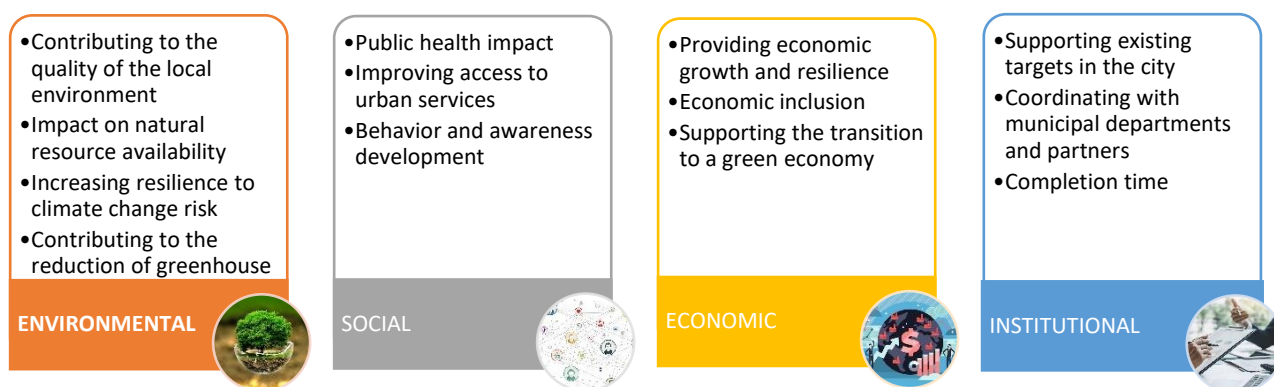 •Contributing to the
quality of the local
environment
•Impact on natural
resource availability
•Increasing resilience to
climate change risk
•Contributing to the
reduction of greenhouse
ENVIRONMENTAL
•Public health impact
•Improving access to
urban services
•Behavior and awareness
development
SOCIAL
•Providing economic
growth and resilience
•Economic inclusion
•Supporting the transition
to a green economy
ECONOMIC
•Supporting existing
targets in the city
•Coordinating with
municipal departments
and partners
•Completion time
INSTITUTIONAL